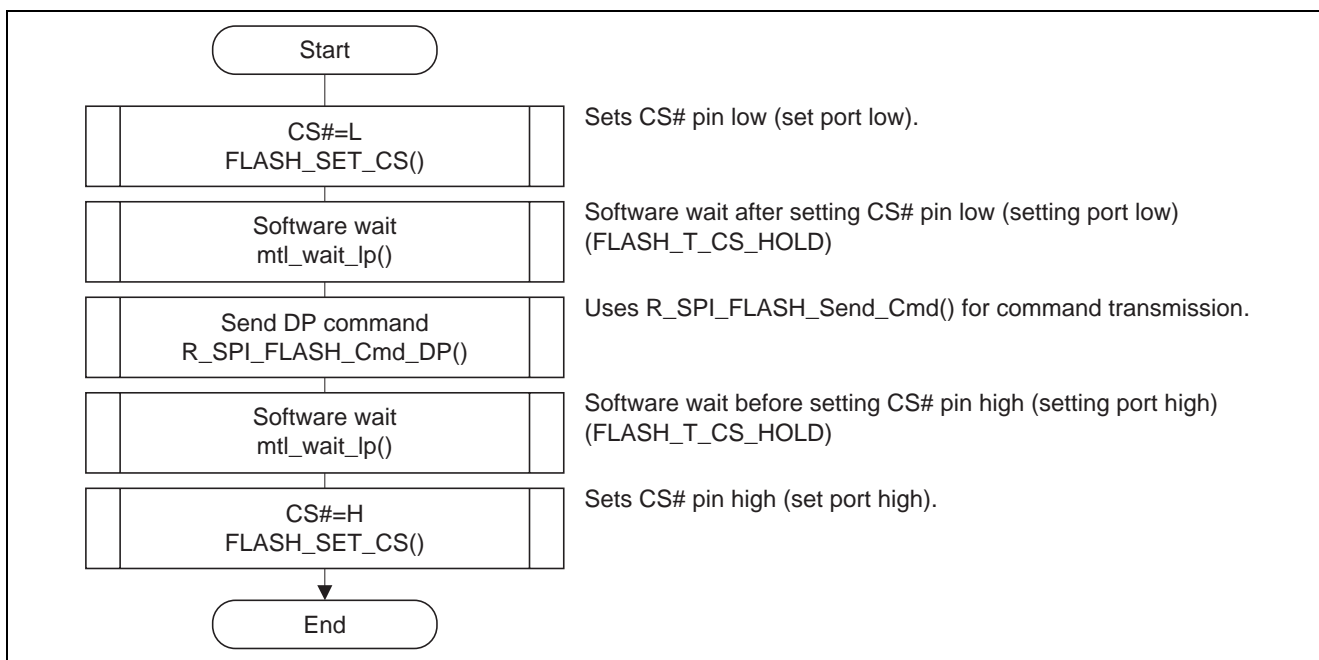 Start
CS#=L
FLASH_SET_CS()
Sets CS# pin low (set port low).
Software wait
mtl_wait_lp()
Software wait after setting CS# pin low (setting port low)
(FLASH_T_CS_HOLD)
Send DP command
R_SPI_FLASH_Cmd_DP()
Uses R_SPI_FLASH_Send_Cmd() for command transmission.
Software wait
mtl_wait_lp()
Software wait before setting CS# pin high (setting port high)
(FLASH_T_CS_HOLD)
CS#=H
FLASH_SET_CS()
Sets CS# pin high (set port high).
End